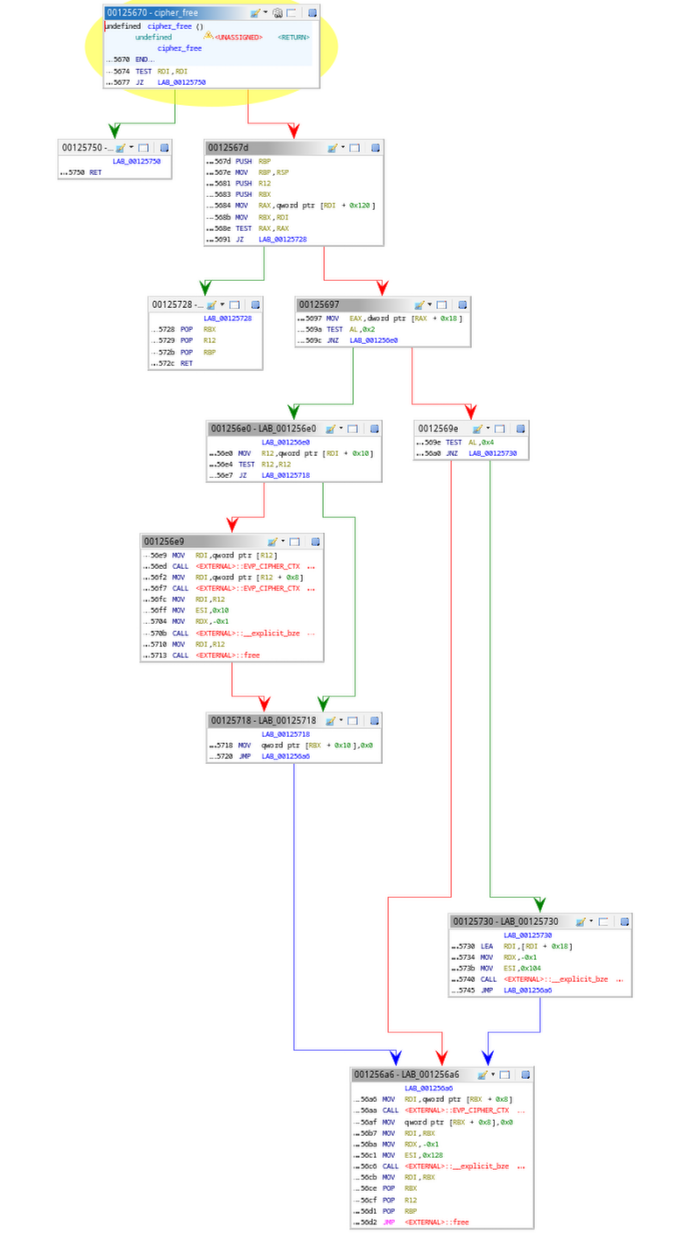 00125670 - cipher_free
undefined cipher_free ()
undefined <UNASSIGNED> <RETURN>
cipher_free
...5670 END...
...5674 TEST RDI,RDI
...5677 JZ LAB_00125750
00125750 -...
LAB_00125750
...5750 RET
0012567d
...567d PUSH RBP
...567e MOV RBP,RSP
...5681 PUSH R12
...5683 PUSH RBX
...5684 MOV RAX,qword ptr [RDI + 0x120]
...568b MOV RBX,RDI
...568e TEST RAX,RAX
...5691 JZ LAB_00125728
00125728 -...
LAB_00125728
...5728 POP RBX
...5729 POP R12
...572b POP RBP
...572c RET
00125697
...5697 MOV EAX,dword ptr [RAX + 0x18]
...569a TEST AL,0x2
...569c JNZ LAB_001256e0
001256e0 - LAB_001256e0
LAB_001256e0
...56e0 MOV R12,qword ptr [RDI + 0x10]
...56e4 TEST R12,R12
...56e7 JZ LAB_00125718
0012569e
...569e TEST AL,0x4
...56a0 JNZ LAB_00125730
001256e9
...56e9 MOV RDI,qword ptr [R12]
...56ed CALL <EXTERNAL>::EVP_CIPHER_CTX ...
...56f2 MOV RDI,qword ptr [R12 + 0x8]
...56f7 CALL <EXTERNAL>::EVP_CIPHER_CTX ...
...56fc MOV RDI,R12
...56ff MOV ESI,0x10
...5704 MOV RDX,-0x1
...570b CALL <EXTERNAL>::__explicit_bze ...
...5710 MOV RDI,R12
...5713 CALL <EXTERNAL>::free
00125718 - LAB_00125718
LAB_00125718
...5718 MOV qword ptr [RBX + 0x10],0x0
...5720 JMP LAB_001256a6
00125730 - LAB_00125730
LAB_00125730
...5730 LEA RDI,[RDI + 0x18]
...5734 MOV RDX,-0x1
...573b MOV ESI,0x104
...5740 CALL <EXTERNAL>::__explicit_bze ...
...5745 JMP LAB_001256a6
001256a6 - LAB_001256a6
LAB_001256a6
...56a6 MOV RDI,qword ptr [RBX + 0x8]
...56aa CALL <EXTERNAL>::EVP_CIPHER_CTX ...
...56af MOV qword ptr [RBX + 0x8],0x0
...56b7 MOV RDI,RBX
...56ba MOV RDX,-0x1
...56c1 MOV ESI,0x128
...56c6 CALL <EXTERNAL>::__explicit_bze ...
...56cb MOV RDI,RBX
...56ce POP RBX
...56cf POP R12
...56d1 POP RBP
...56d2 JMP <EXTERNAL>::free